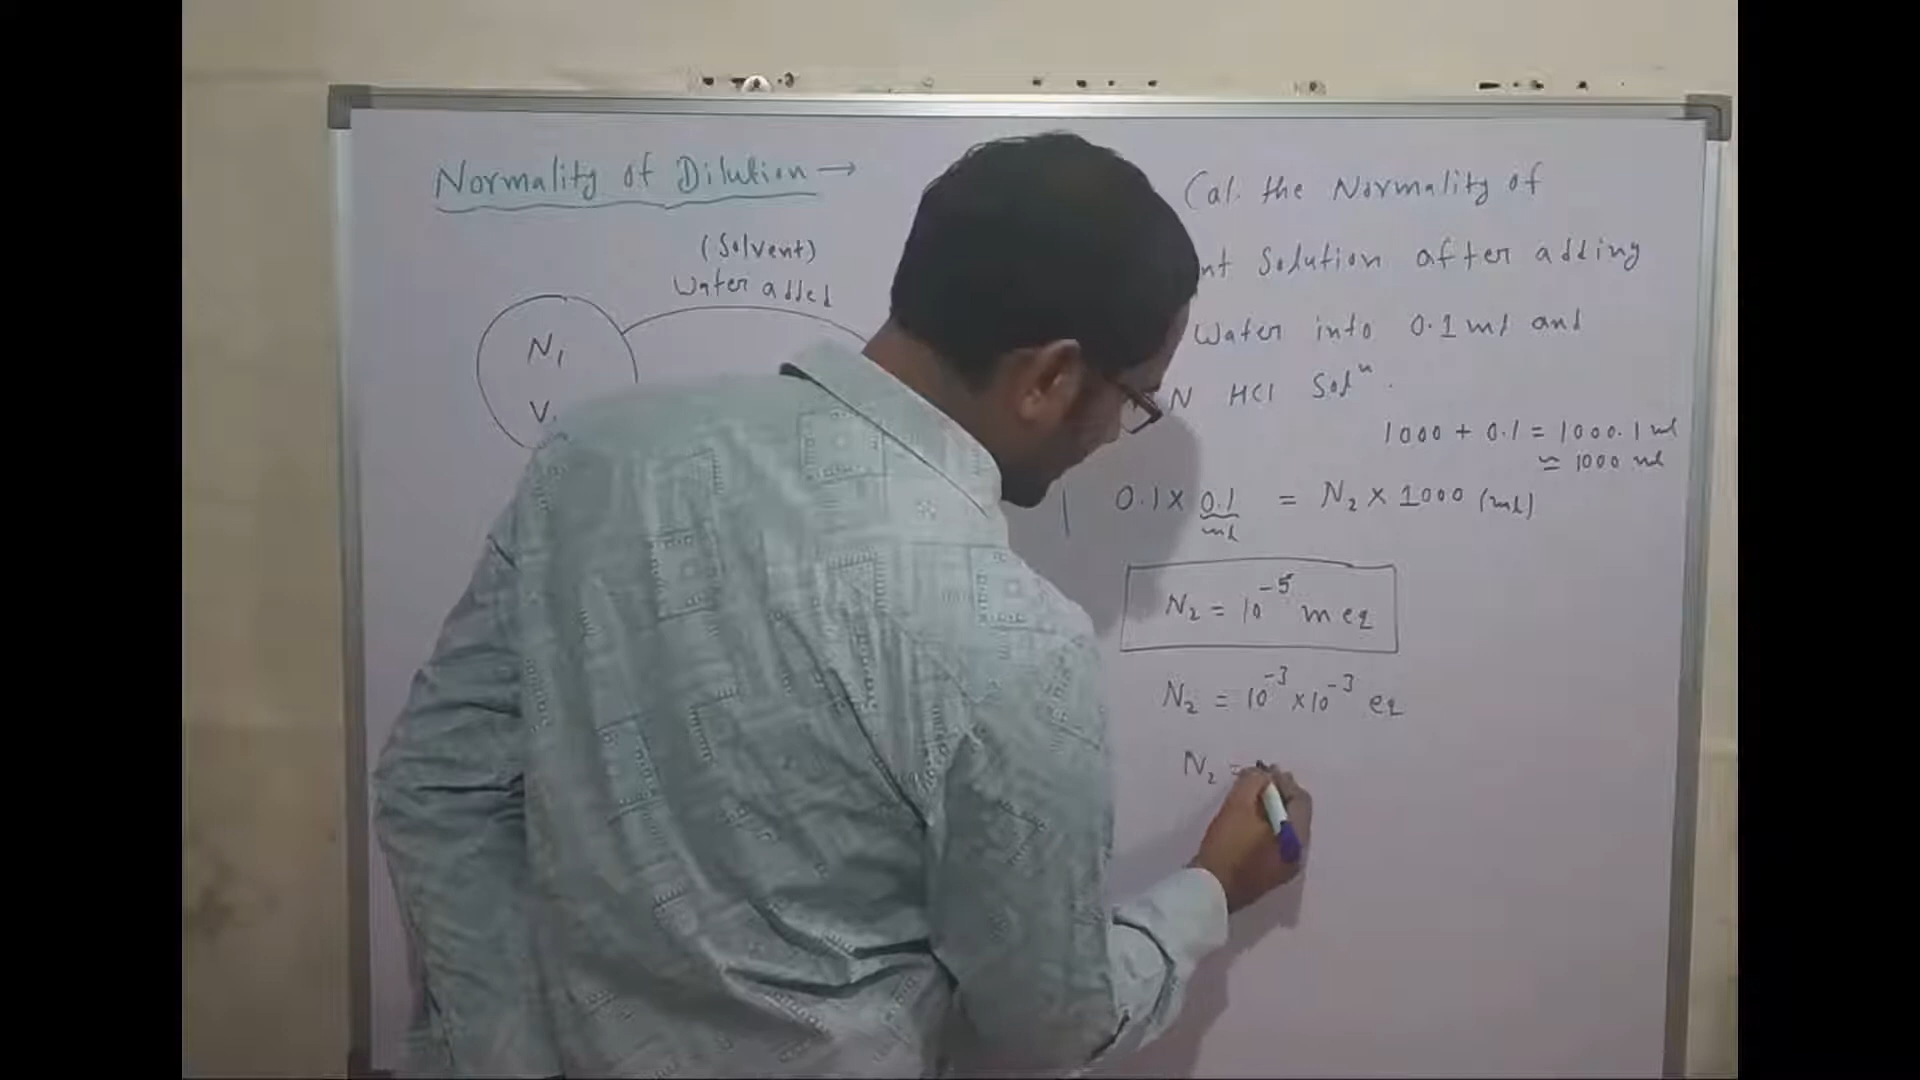 Normality of Dilution →
(Solvent)
Water added
N₁
V
Cal. the Normality of
nt Solution after adding
Water into 0.1 ml and
N HCl Solⁿ.
1000 + 0.1 = 1000.1 ml
≃ 1000 ml
0.1 × 0.1 ml = N₂ × 1000 (ml)
N₂ = 10⁻⁵ m eq
N₂ = 10⁻³ × 10⁻³ eq
N₂ =